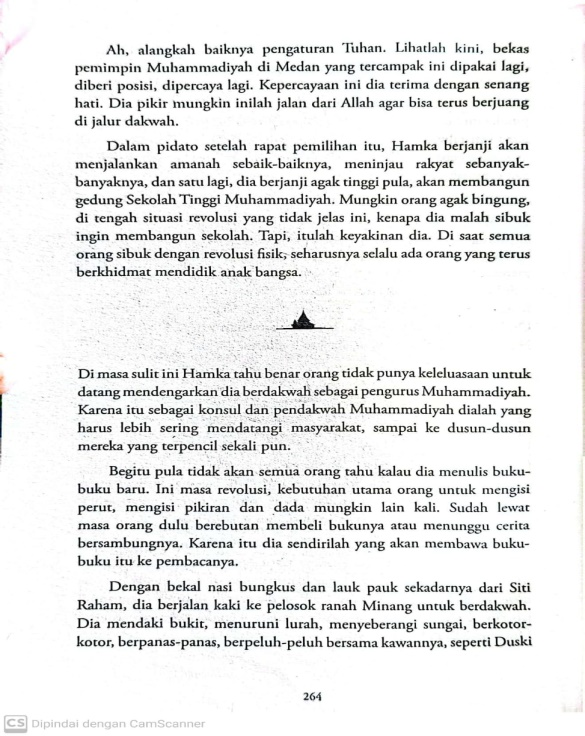 Ah, alangkah baiknya pengaturan Tuhan. Lihatlah kini, bekas
pemimpin Muhammadiyah di Medan yang tercampak ini dipakai lagi,
diberi posisi, dipercaya lagi. Kepercayaan ini dia terima dengan senang
hati. Dia pikir mungkin inilah jalan dari Allah agar bisa terus berjuang
di jalur dakwah.
Dalam pidato setelah rapat pemilihan itu, Hamka berjanji akan
menjalankan amanah sebaik-baiknya, meninjau rakyat sebanyak-
banyaknya, dan satu lagi, dia berjanji agak tinggi pula, akan membangun
gedung Sekolah Tinggi Muhammadiyah. Mungkin orang agak bingung,
di tengah situasi revolusi yang tidak jelas ini, kenapa dia malah sibuk
ingin membangun sekolah. Tapi, itulah keyakinan dia. Di saat semua
orang sibuk dengan revolusi fisik, seharusnya selalu ada orang yang terus
berkhidmat mendidik anak bangsa.
Di masa sulit ini Hamka tahu benar orang tidak punya keleluasaan untuk
datang mendengarkan dia berdakwah sebagai pengurus Muhammadiyah.
Karena itu sebagai konsul dan pendakwah Muhammadiyah dialah yang
harus lebih sering mendatangi masyarakat, sampai ke dusun-dusun
mereka yang terpencil sekali pun.
Begitu pula tidak akan semua orang tahu kalau dia menulis buku-
buku baru. Ini masa revolusi, kebutuhan utama orang untuk mengisi
perut, mengisi pikiran dan dada mungkin lain kali. Sudah lewat
masa orang dulu berebutan membeli bukunya atau menunggu cerita
bersambungnya. Karena itu dia sendirilah yang akan membawa buku-
buku itu ke pembacanya.
Dengan bekal nasi bungkus dan lauk pauk sekadarnya dari Siti
Raham, dia berjalan kaki ke pelosok ranah Minang untuk berdakwah.
Dia mendaki bukit, menuruni lurah, menyeberangi sungai, berkotor-
kotor, berpanas-panas, berpeluh-peluh bersama kawannya, seperti Duski
264
CS Dipindai dengan CamScanner